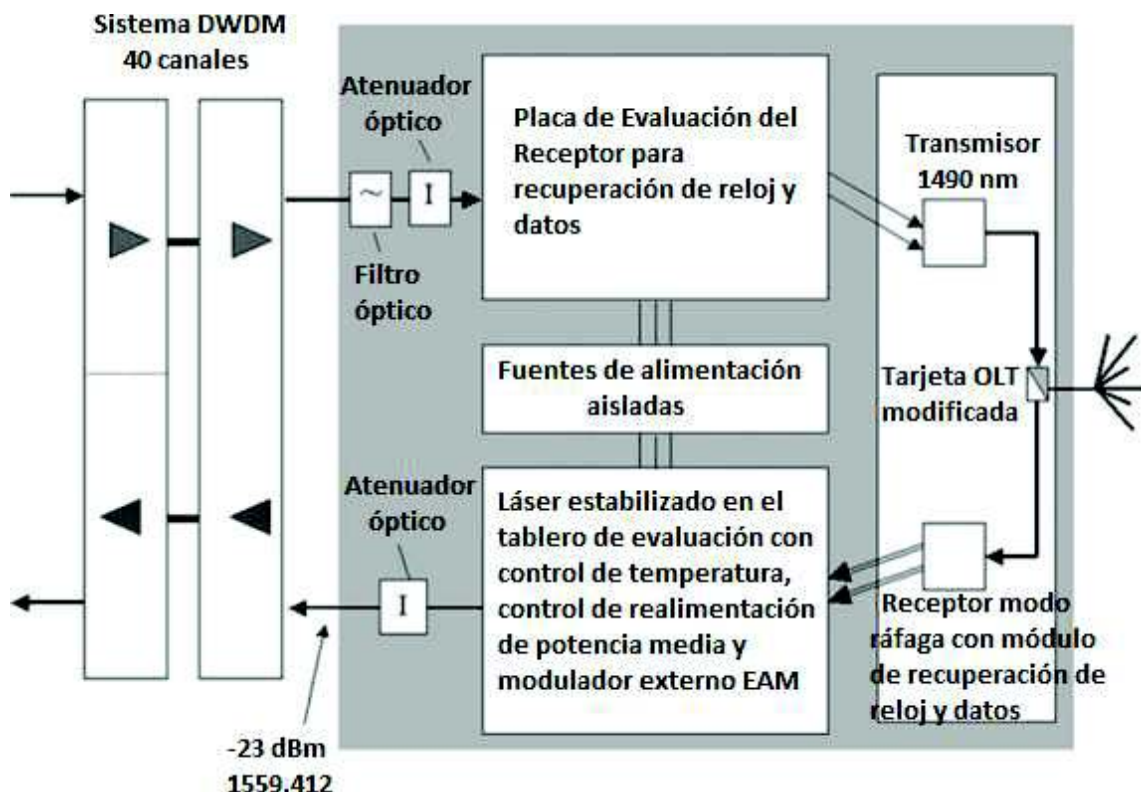 Sistema DWDM
40 canales
Atenuador
óptico
Filtro
óptico
Placa de Evaluación del
Receptor para
recuperación de reloj y
datos
Transmisor
1490 nm
Fuentes de alimentación
aisladas
Tarjeta OLT
modificada
Atenuador
óptico
Láser estabilizado en el
tablero de evaluación con
control de temperatura,
control de realimentación
de potencia media y
modulador externo EAM
Receptor modo
ráfaga con módulo
de recuperación de
reloj y datos
-23 dBm
1559.412
~
I
I